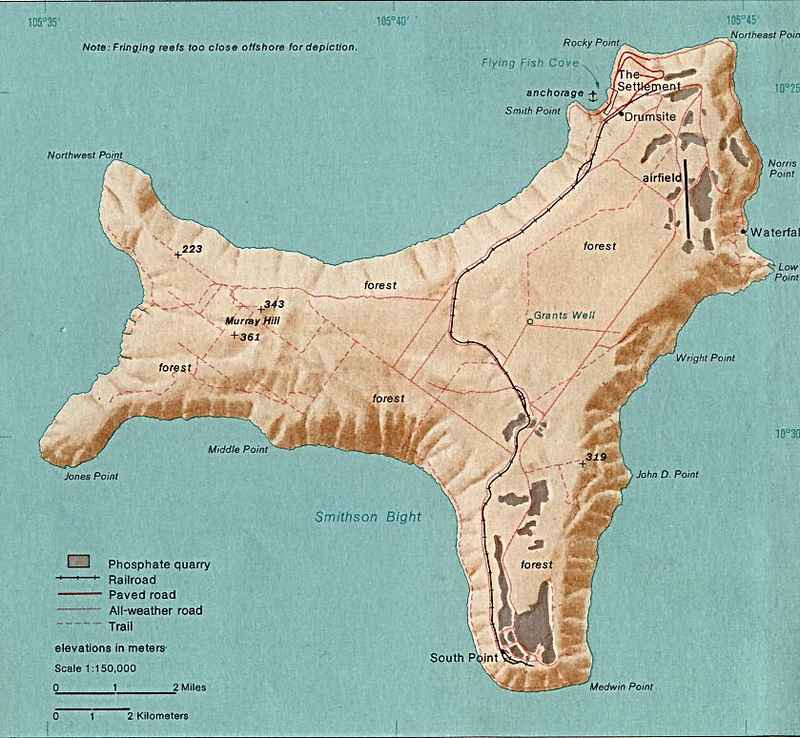 105°35'
105°40'
105°45'
Note: Fringing reefs too close offshore for depiction.
Rocky Point
Northeast Poin
Flying Fish Cove
The
Settlement
10°25
anchorage
Smith Point
Drumsite
Northwest Point
Norris
Point
airfield
Waterfal
223
forest
forest
Low
Point
343
Murray Hill
361
Grants Well
Wright Point
forest
forest
10°30
Middle Point
319
Jones Point
John D. Point
Smithson Bight
forest
Phosphate quarry
Railroad
Paved road
All-weather road
Trail
elevations in meters
Scale 1:150,000
0 1 2 Miles
0 1 2 Kilometers
South Point
Medwin Point